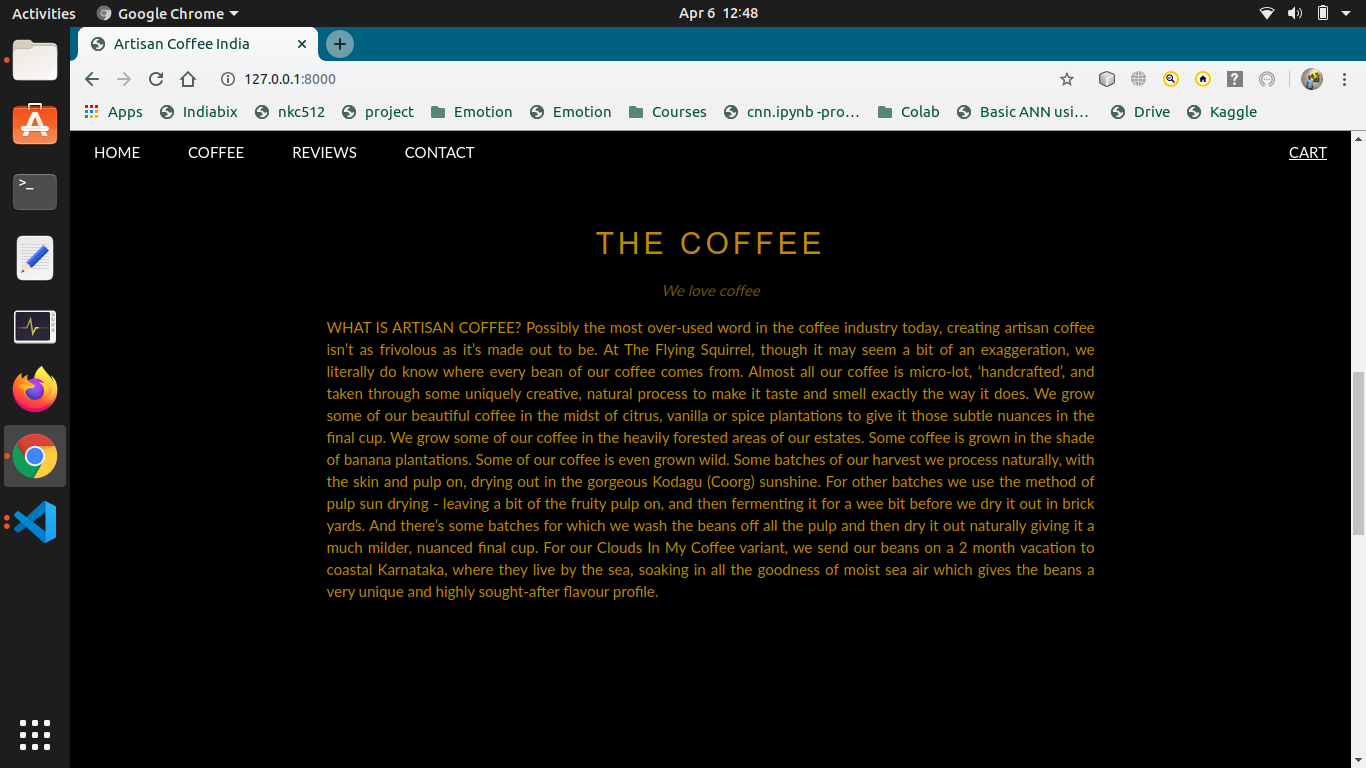 Activities Google Chrome Apr 6 12:48
Artisan Coffee India
127.0.0.1:8000
Apps Indiabix nkc512 project Emotion Emotion Courses cnn.ipynb -pro… Colab Basic ANN usi… Drive Kaggle
HOME COFFEE REVIEWS CONTACT CART
THE COFFEE
We love coffee
WHAT IS ARTISAN COFFEE? Possibly the most over-used word in the coffee industry today, creating artisan coffee
isn’t as frivolous as it’s made out to be. At The Flying Squirrel, though it may seem a bit of an exaggeration, we
literally do know where every bean of our coffee comes from. Almost all our coffee is micro-lot, ‘handcrafted’, and
taken through some uniquely creative, natural process to make it taste and smell exactly the way it does. We grow
some of our beautiful coffee in the midst of citrus, vanilla or spice plantations to give it those subtle nuances in the
final cup. We grow some of our coffee in the heavily forested areas of our estates. Some coffee is grown in the shade
of banana plantations. Some of our coffee is even grown wild. Some batches of our harvest we process naturally, with
the skin and pulp on, drying out in the gorgeous Kodagu (Coorg) sunshine. For other batches we use the method of
pulp sun drying - leaving a bit of the fruity pulp on, and then fermenting it for a wee bit before we dry it out in brick
yards. And there’s some batches for which we wash the beans off all the pulp and then dry it out naturally giving it a
much milder, nuanced final cup. For our Clouds In My Coffee variant, we send our beans on a 2 month vacation to
coastal Karnataka, where they live by the sea, soaking in all the goodness of moist sea air which gives the beans a
very unique and highly sought-after flavour profile.